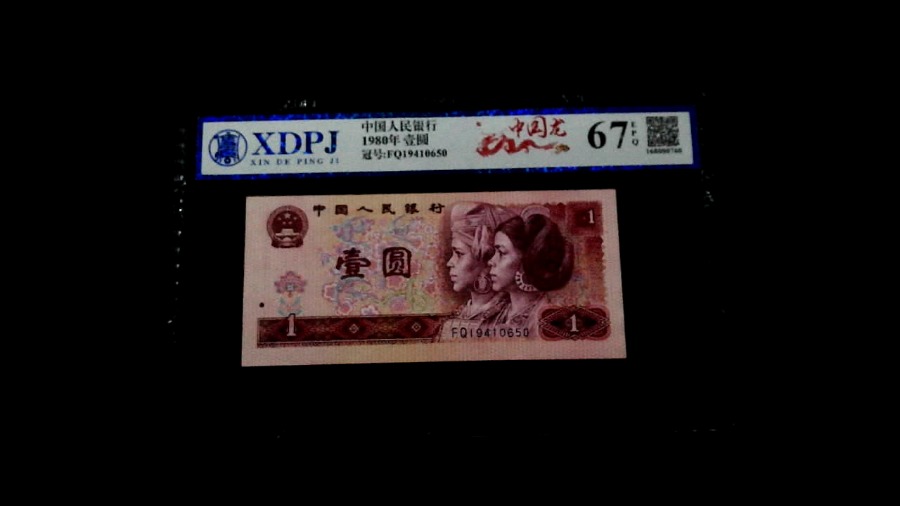 XDPJ
XIN DE PING JI
中国人民银行
1980年 壹圆
冠号:FQ19410650
中国龙
67
EPQ
中国人民银行
1
壹圆
1
FQ19410650
1